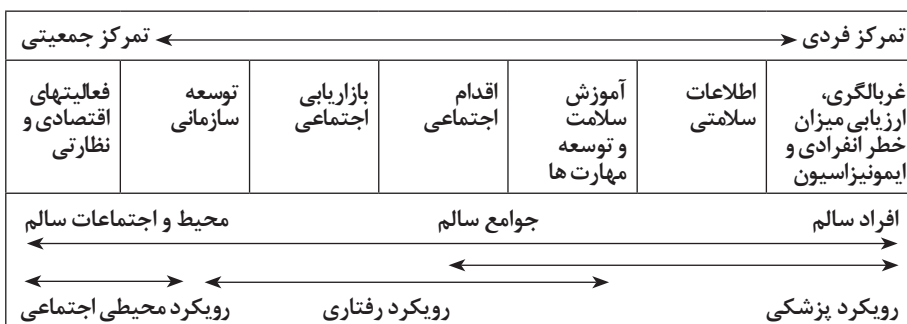 تمرکز فردی تمرکز جمعیتی
غربالگری،
ارزیابی میزان
خطر انفرادی و
ایمونیزاسیون
اطلاعات
سلامتی
آموزش
سلامت
و توسعه
مهارت ها
اقدام
اجتماعی
بازاریابی
اجتماعی
توسعه
سازمانی
فعالیتهای
اقتصادی و
نظارتی
افراد سالم جوامع سالم محیط و اجتماعات سالم
رویکرد پزشکی رویکرد رفتاری رویکرد محیطی اجتماعی